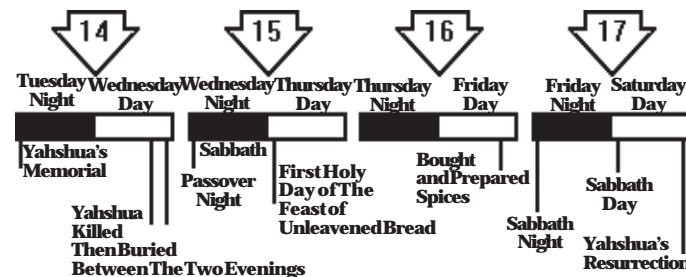 14
15
16
17
Tuesday Night
Wednesday Day
Wednesday Night
Thursday Day
Thursday Night
Friday Day
Friday Night
Saturday Day
Yahshua's
Memorial
Yahshua
Killed
Then Buried
Between The Two Evenings
Sabbath
Passover
Night
First Holy
Day of The
Feast of
Unleavened Bread
Bought
and Prepared
Spices
Sabbath
Night
Sabbath
Day
Yahshua's
Resurrection